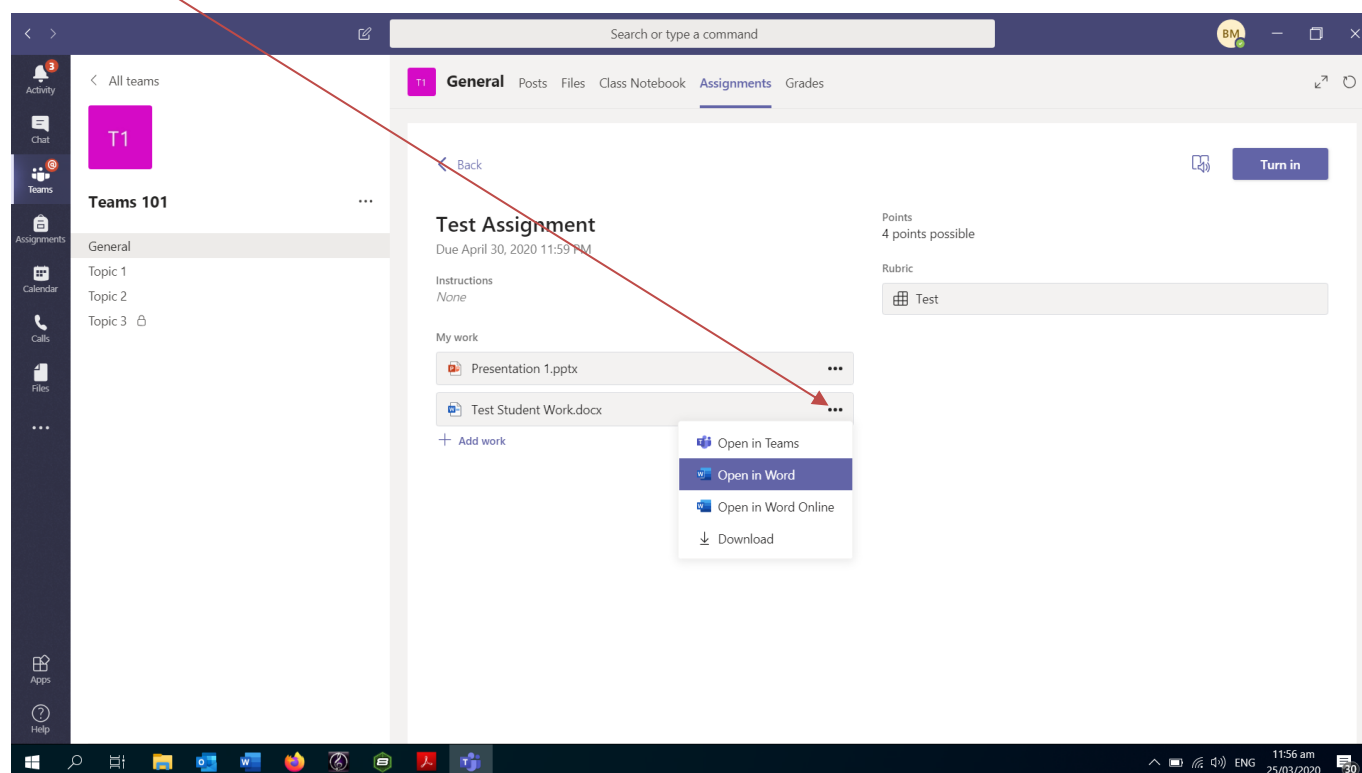 Search or type a command
BM
3
Activity
Chat
@
Teams
Assignments
Calendar
Calls
Files
Apps
Help
All teams
T1
Teams 101
General
Topic 1
Topic 2
Topic 3
T1 General Posts Files Class Notebook Assignments Grades
Back
Turn in
Test Assignment
Due April 30, 2020 11:59 PM
Instructions
None
My work
Presentation 1.pptx
Test Student Work.docx
+ Add work
Open in Teams
Open in Word
Open in Word Online
Download
Points
4 points possible
Rubric
Test
ENG
11:56 am
25/03/2020
30